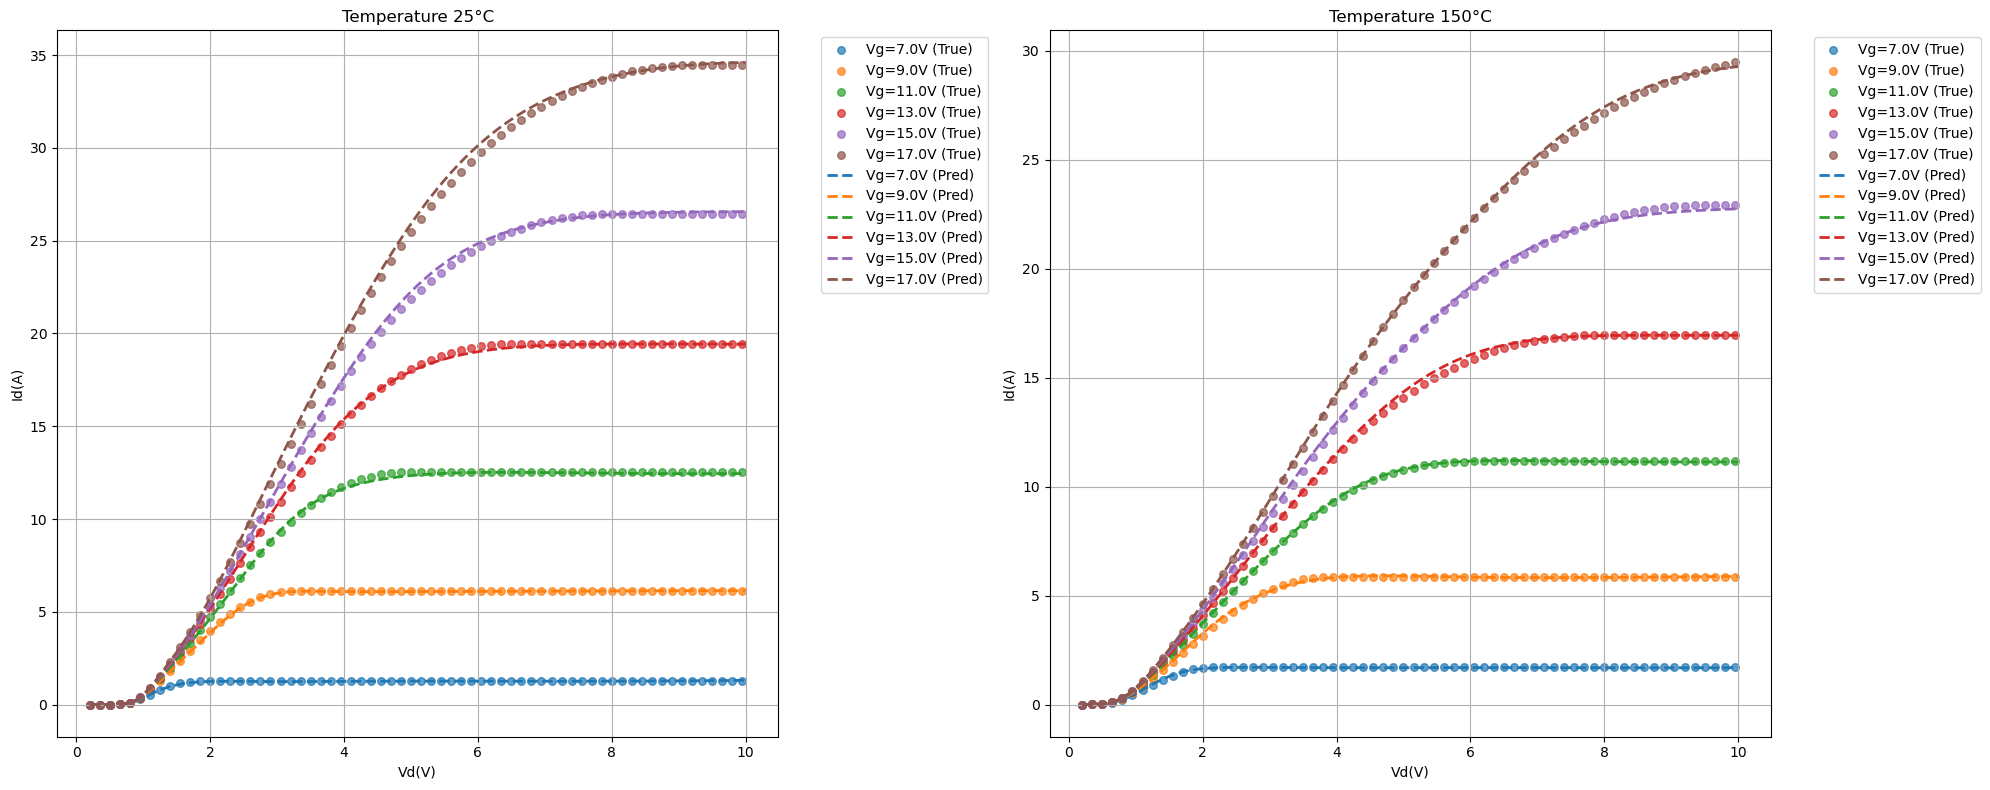 Temperature 25°C
35
30
25
20
15
10
5
0
Id(A)
0 2 4 6 8 10
Vd(V)
Vg=7.0V (True)
Vg=9.0V (True)
Vg=11.0V (True)
Vg=13.0V (True)
Vg=15.0V (True)
Vg=17.0V (True)
Vg=7.0V (Pred)
Vg=9.0V (Pred)
Vg=11.0V (Pred)
Vg=13.0V (Pred)
Vg=15.0V (Pred)
Vg=17.0V (Pred)
Temperature 150°C
30
25
20
15
10
5
0
Id(A)
0 2 4 6 8 10
Vd(V)
Vg=7.0V (True)
Vg=9.0V (True)
Vg=11.0V (True)
Vg=13.0V (True)
Vg=15.0V (True)
Vg=17.0V (True)
Vg=7.0V (Pred)
Vg=9.0V (Pred)
Vg=11.0V (Pred)
Vg=13.0V (Pred)
Vg=15.0V (Pred)
Vg=17.0V (Pred)